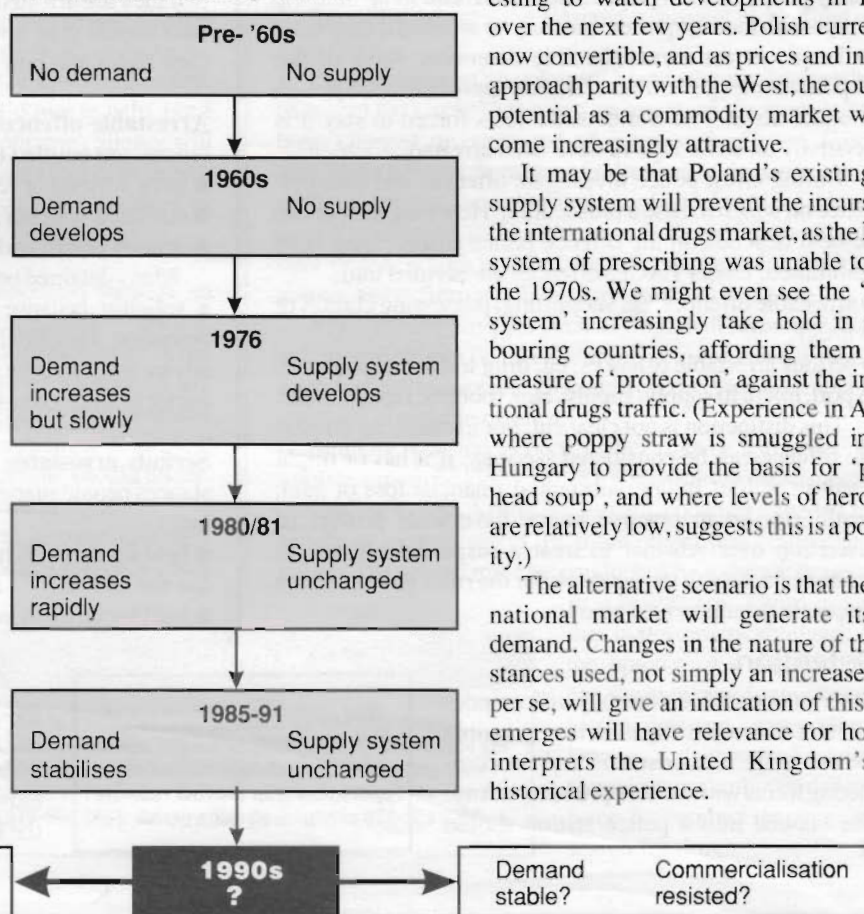 Pre- '60s
No demand No supply
1960s
Demand No supply
develops
1976
Demand Supply system
increases develops
but slowly
1980/81
Demand Supply system
increases unchanged
rapidly
1985-91
Demand Supply system
stabilises unchanged
1990s
?
Demand Commercialisation
stable? resisted?
esting to watch developments in
over the next few years. Polish curre
now convertible, and as prices and in
approach parity with the West, the cou
potential as a commodity market w
come increasingly attractive.
It may be that Poland's existing
supply system will prevent the incurs
the international drugs market, as the
system of prescribing was unable to
the 1970s. We might even see the '
system' increasingly take hold in
bouring countries, affording them
measure of 'protection' against the in
tional drugs traffic. (Experience in A
where poppy straw is smuggled in
Hungary to provide the basis for 'p
head soup', and where levels of hero
are relatively low, suggests this is a po
ity.)
The alternative scenario is that the
national market will generate its
demand. Changes in the nature of th
stances used, not simply an increase
per se, will give an indication of this
emerges will have relevance for ho
interprets the United Kingdom's
historical experience.